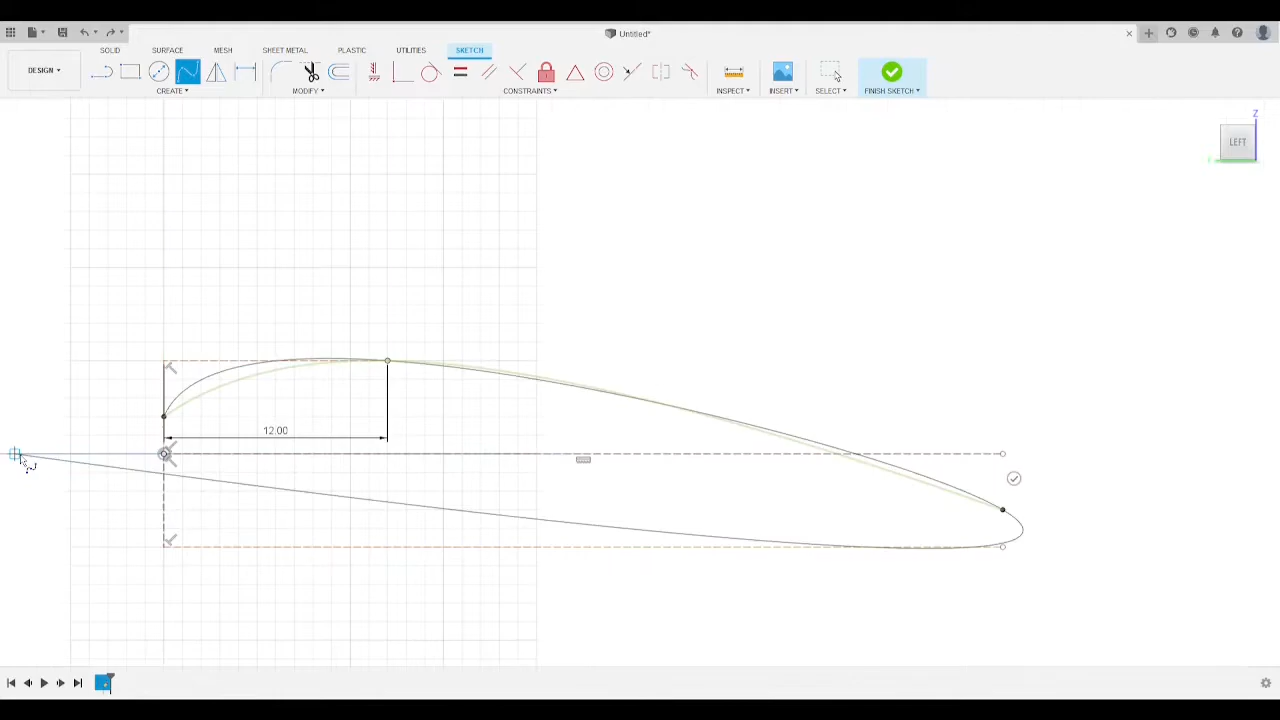 Untitled*
SOLID SURFACE MESH SHEET METAL PLASTIC UTILITIES SKETCH
DESIGN
CREATE MODIFY CONSTRAINTS INSPECT INSERT SELECT FINISH SKETCH
Z
LEFT
12.00